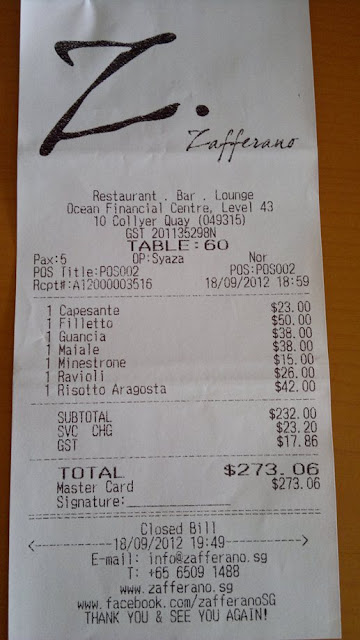 Z.
Zafferano
Restaurant . Bar . Lounge
Ocean Financial Centre, Level 43
10 Collyer Quay (049315)
GST 201135298N
TABLE:60
Pax:5 OP:Syaza Nor
POS Title:POS002 POS:POS002
Rcpt#:A12000003516 18/09/2012 18:59
1 Capesante $23.00
1 Filletto $50.00
1 Guancia $38.00
1 Maiale $38.00
1 Minestrone $15.00
1 Ravioli $26.00
1 Risotto Aragosta $42.00
SUBTOTAL $232.00
SVC CHG $23.20
GST $17.86
TOTAL $273.06
Master Card $273.06
Signature:
Closed Bill
<----------18/09/2012 19:49---------->
E-mail: info@zafferano.sg
T: +65 6509 1488
www.zafferano.sg
www.facebook.com/zafferanoSG
THANK YOU & SEE YOU AGAIN!